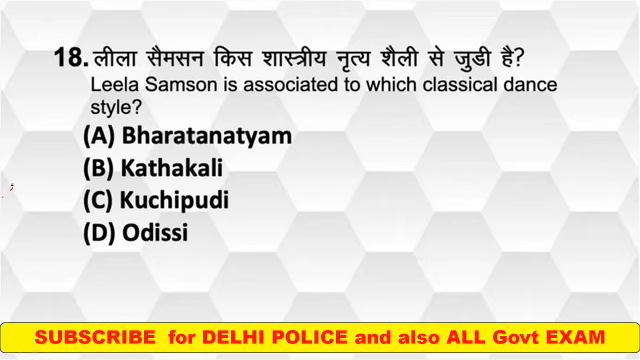 18. लीला सैमसन किस शास्त्रीय नृत्य शैली से जुडी है?
Leela Samson is associated to which classical dance
style?
(A) Bharatanatyam
(B) Kathakali
(C) Kuchipudi
(D) Odissi
SUBSCRIBE for DELHI POLICE and also ALL Govt EXAM